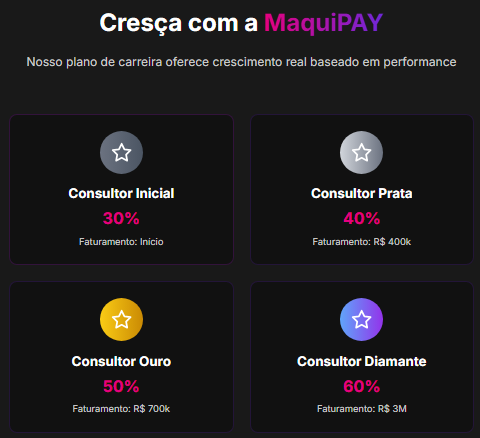 Cresça com a MaquiPAY
Nosso plano de carreira oferece crescimento real baseado em performance
Consultor Inicial
30%
Faturamento: Início
Consultor Prata
40%
Faturamento: R$ 400k
Consultor Ouro
50%
Faturamento: R$ 700k
Consultor Diamante
60%
Faturamento: R$ 3M